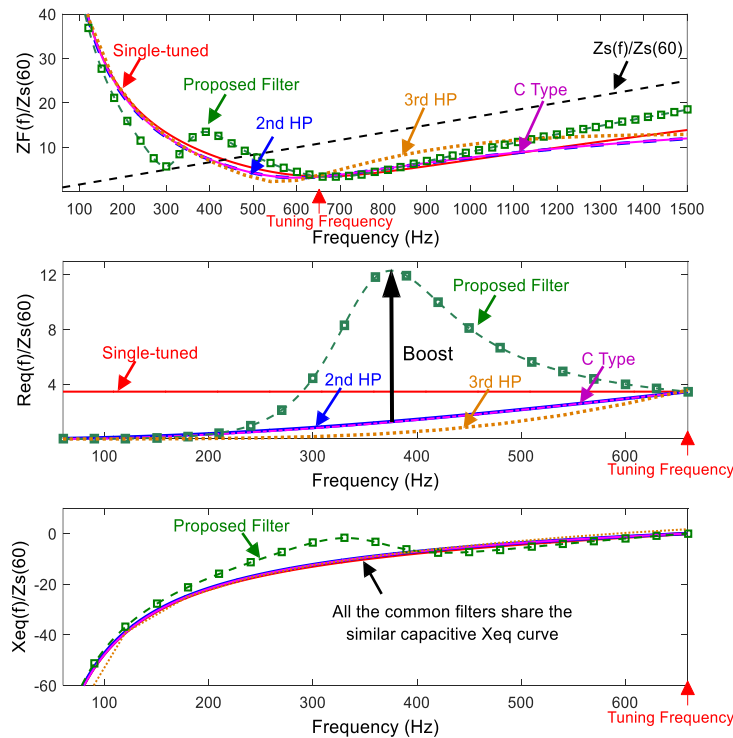 40
30
20
10
ZF(f)/Zs(60)
Single-tuned
Proposed Filter
2nd HP
3rd HP
C Type
Zs(f)/Zs(60)
100 200 300 400 500 600 700 800 900 1000 1100 1200 1300 1400 1500
Tuning Frequency
Frequency (Hz)
12
8
4
Req(f)/Zs(60)
Single-tuned
Proposed Filter
Boost
2nd HP
3rd HP
C Type
100 200 300 400 500 600
Tuning Frequency
Frequency (Hz)
0
-20
-40
-60
Xeq(f)/Zs(60)
Proposed Filter
All the common filters share the
similar capacitive Xeq curve
100 200 300 400 500 600
Tuning Frequency
Frequency (Hz)